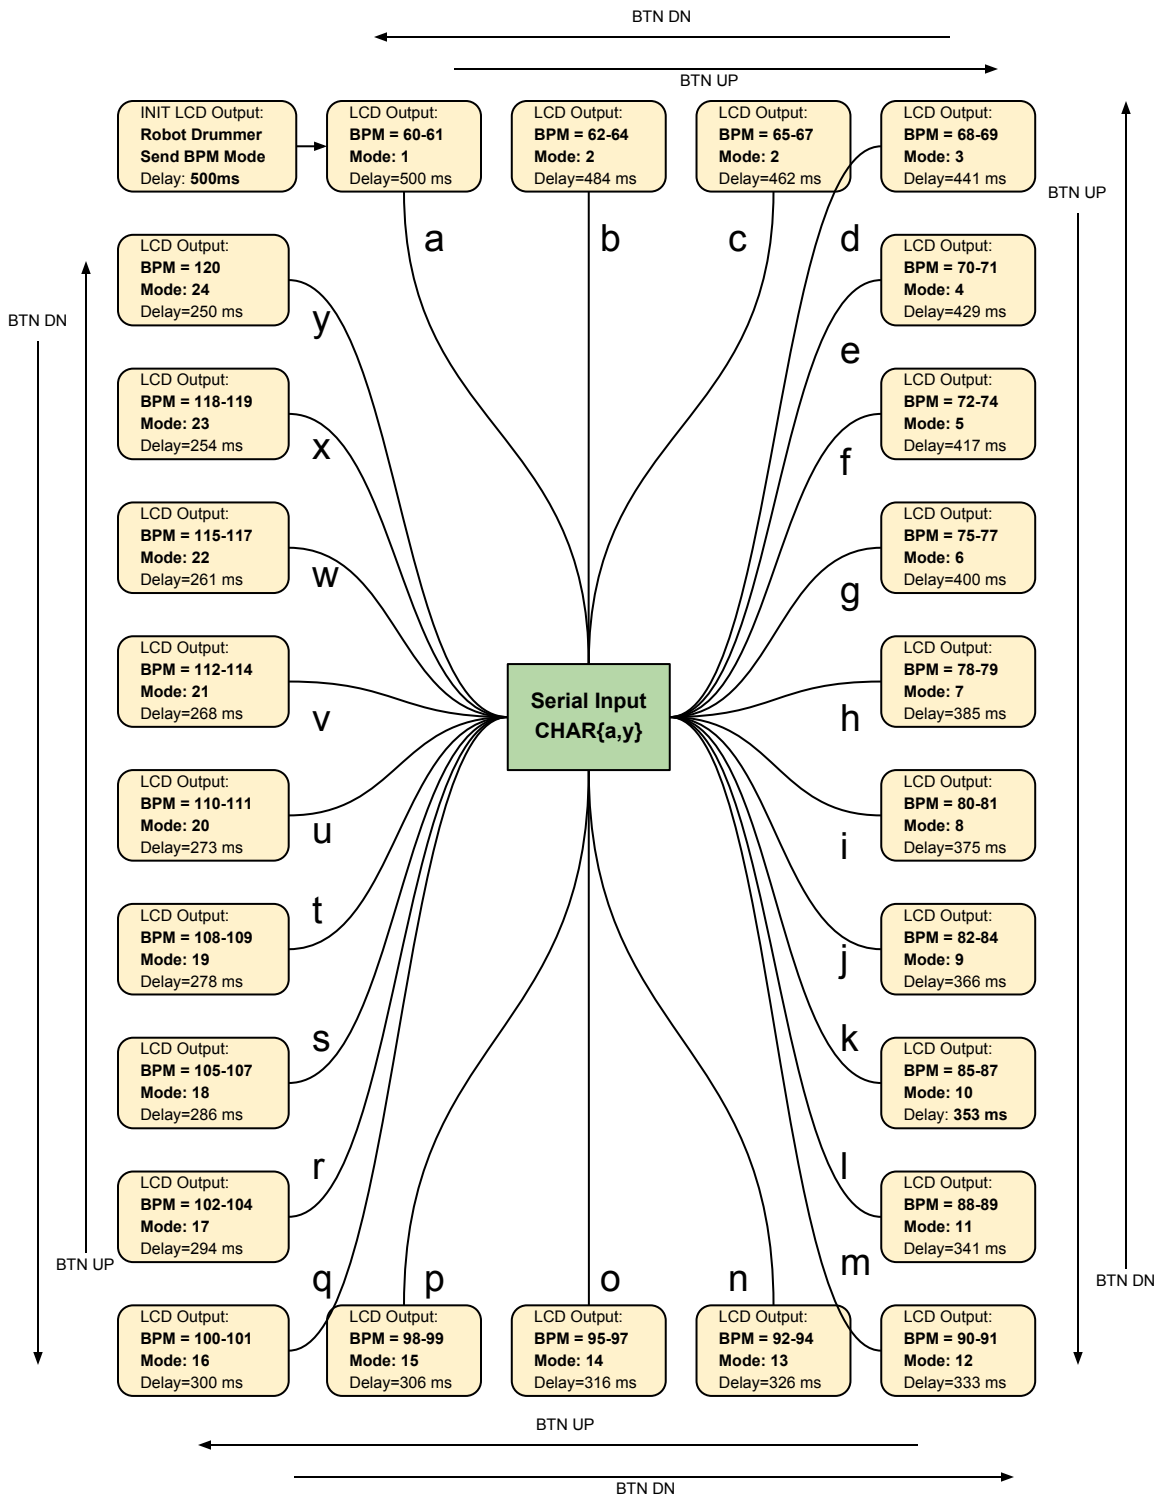 BTN DN
BTN UP
INIT LCD Output:
Robot Drummer
Send BPM Mode
Delay: 500ms
LCD Output:
BPM = 60-61
Mode: 1
Delay=500 ms
LCD Output:
BPM = 62-64
Mode: 2
Delay=484 ms
LCD Output:
BPM = 65-67
Mode: 2
Delay=462 ms
LCD Output:
BPM = 68-69
Mode: 3
Delay=441 ms
BTN UP
a
b
c
d
LCD Output:
BPM = 120
Mode: 24
Delay=250 ms
LCD Output:
BPM = 70-71
Mode: 4
Delay=429 ms
BTN DN
y
e
LCD Output:
BPM = 118-119
Mode: 23
Delay=254 ms
LCD Output:
BPM = 72-74
Mode: 5
Delay=417 ms
x
f
LCD Output:
BPM = 115-117
Mode: 22
Delay=261 ms
LCD Output:
BPM = 75-77
Mode: 6
Delay=400 ms
w
g
LCD Output:
BPM = 112-114
Mode: 21
Delay=268 ms
Serial Input
CHAR{a,y}
LCD Output:
BPM = 78-79
Mode: 7
Delay=385 ms
v
h
LCD Output:
BPM = 110-111
Mode: 20
Delay=273 ms
LCD Output:
BPM = 80-81
Mode: 8
Delay=375 ms
u
i
LCD Output:
BPM = 108-109
Mode: 19
Delay=278 ms
LCD Output:
BPM = 82-84
Mode: 9
Delay=366 ms
t
j
LCD Output:
BPM = 105-107
Mode: 18
Delay=286 ms
LCD Output:
BPM = 85-87
Mode: 10
Delay: 353 ms
s
k
LCD Output:
BPM = 102-104
Mode: 17
Delay=294 ms
LCD Output:
BPM = 88-89
Mode: 11
Delay=341 ms
r
l
BTN UP
BTN DN
q
p
o
n
m
LCD Output:
BPM = 100-101
Mode: 16
Delay=300 ms
LCD Output:
BPM = 98-99
Mode: 15
Delay=306 ms
LCD Output:
BPM = 95-97
Mode: 14
Delay=316 ms
LCD Output:
BPM = 92-94
Mode: 13
Delay=326 ms
LCD Output:
BPM = 90-91
Mode: 12
Delay=333 ms
BTN UP
BTN DN